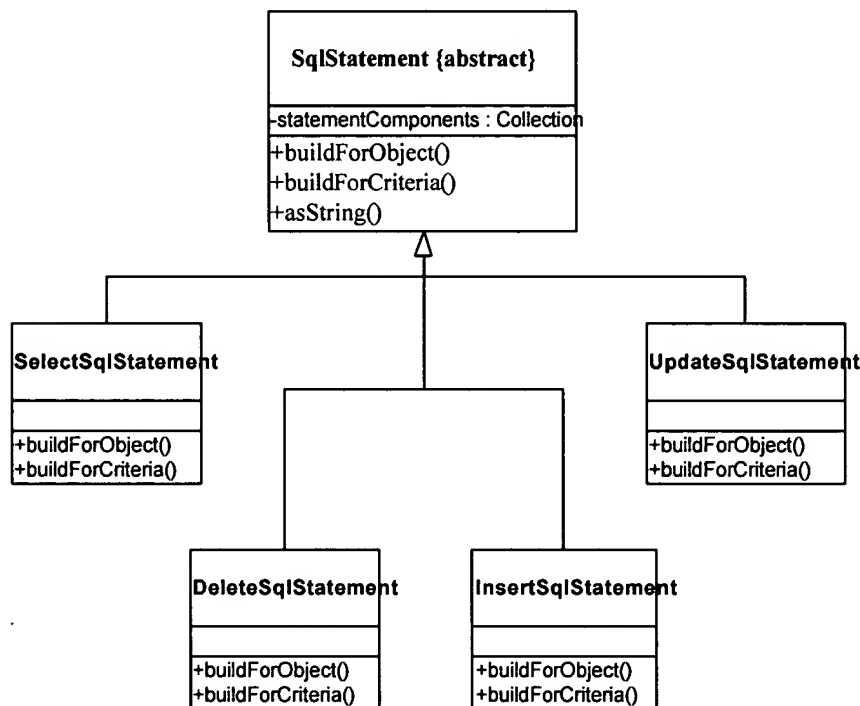 SqlStatement {abstract}
-statementComponents : Collection
+buildForObject()
+buildForCriteria()
+asString()
SelectSqlStatement
+buildForObject()
+buildForCriteria()
UpdateSqlStatement
+buildForObject()
+buildForCriteria()
DeleteSqlStatement
+buildForObject()
+buildForCriteria()
InsertSqlStatement
+buildForObject()
+buildForCriteria()